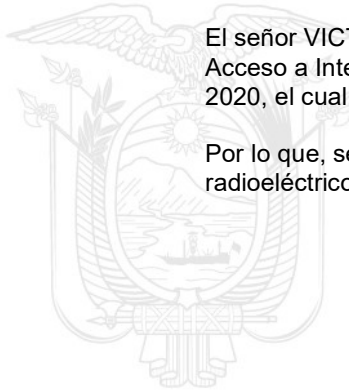 El señor VICT
Acceso a Inte
2020, el cual
Por lo que, se
radioeléctrico